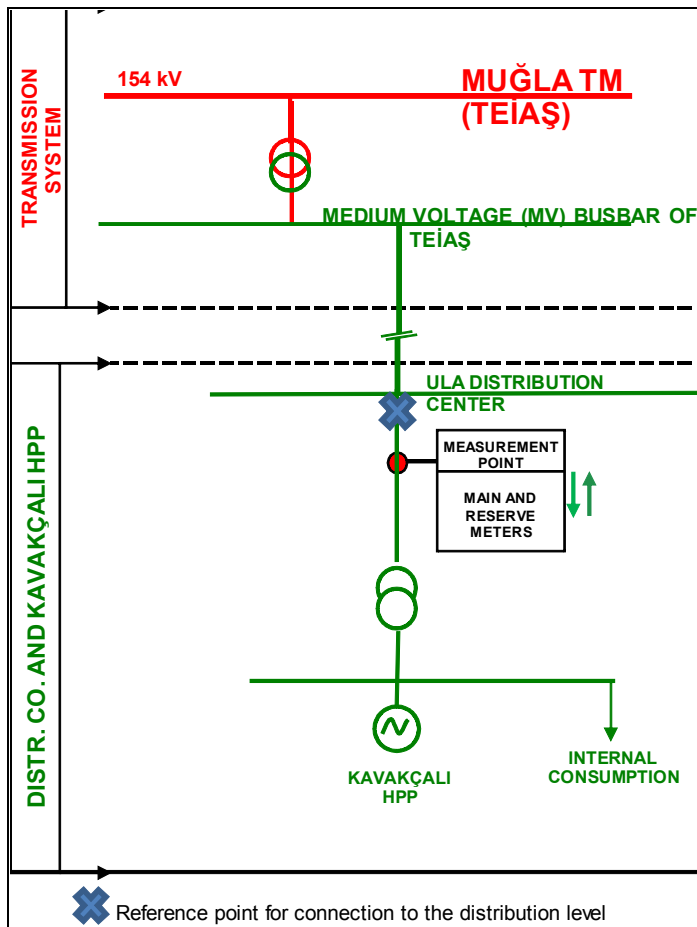 TRANSMISSION
SYSTEM
154 kV
MUĞLA TM
(TEİAŞ)
MEDIUM VOLTAGE (MV) BUSBAR OF
TEİAŞ
DISTR. CO. AND KAVAKÇALI HPP
ULA DISTRIBUTION
CENTER
MEASUREMENT
POINT
MAIN AND
RESERVE
METERS
KAVAKÇALI
HPP
INTERNAL
CONSUMPTION
Reference point for connection to the distribution level